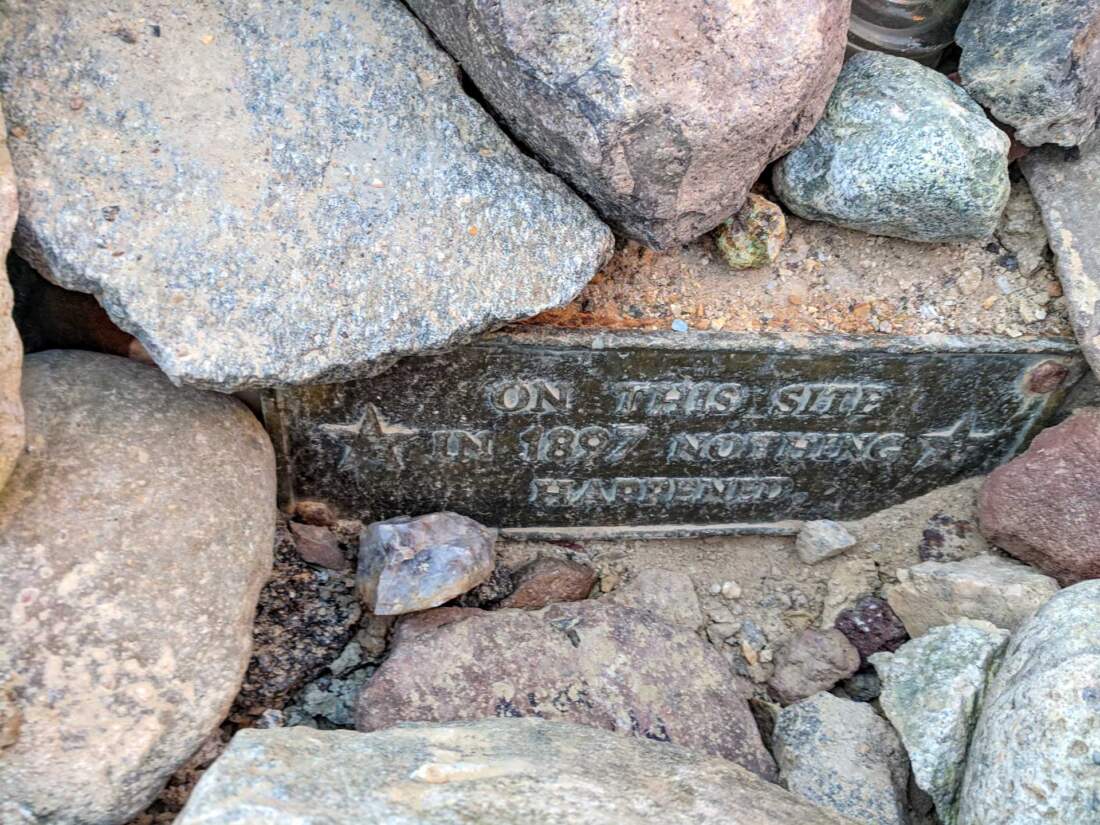 ON THIS SITE
IN 1897 NOTHING
HAPPENED.